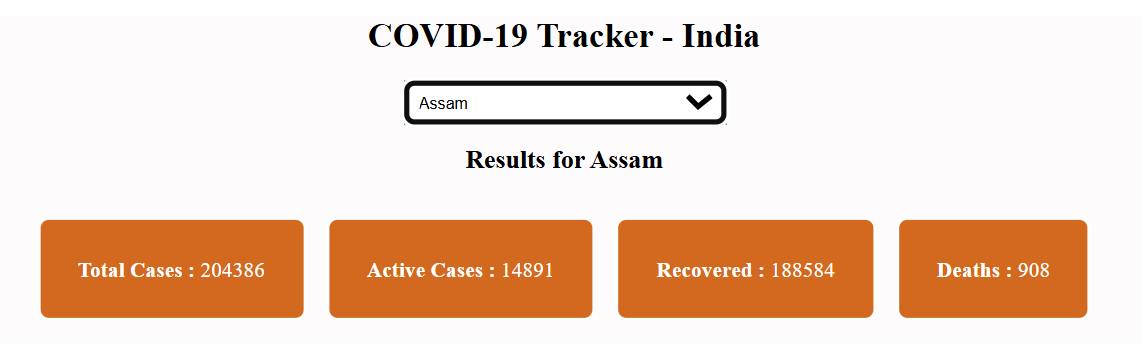 COVID-19 Tracker - India
Assam
Results for Assam
Total Cases : 204386
Active Cases : 14891
Recovered : 188584
Deaths : 908